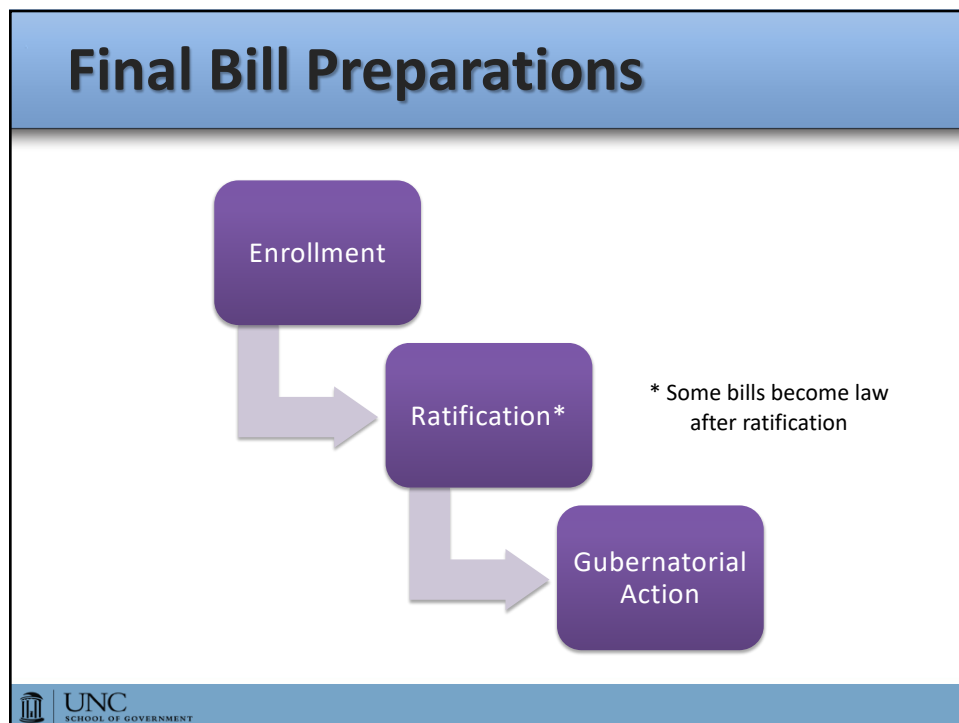 Final Bill Preparations
Enrollment
Ratification*
* Some bills become law
after ratification
Gubernatorial
Action
UNC
SCHOOL OF GOVERNMENT